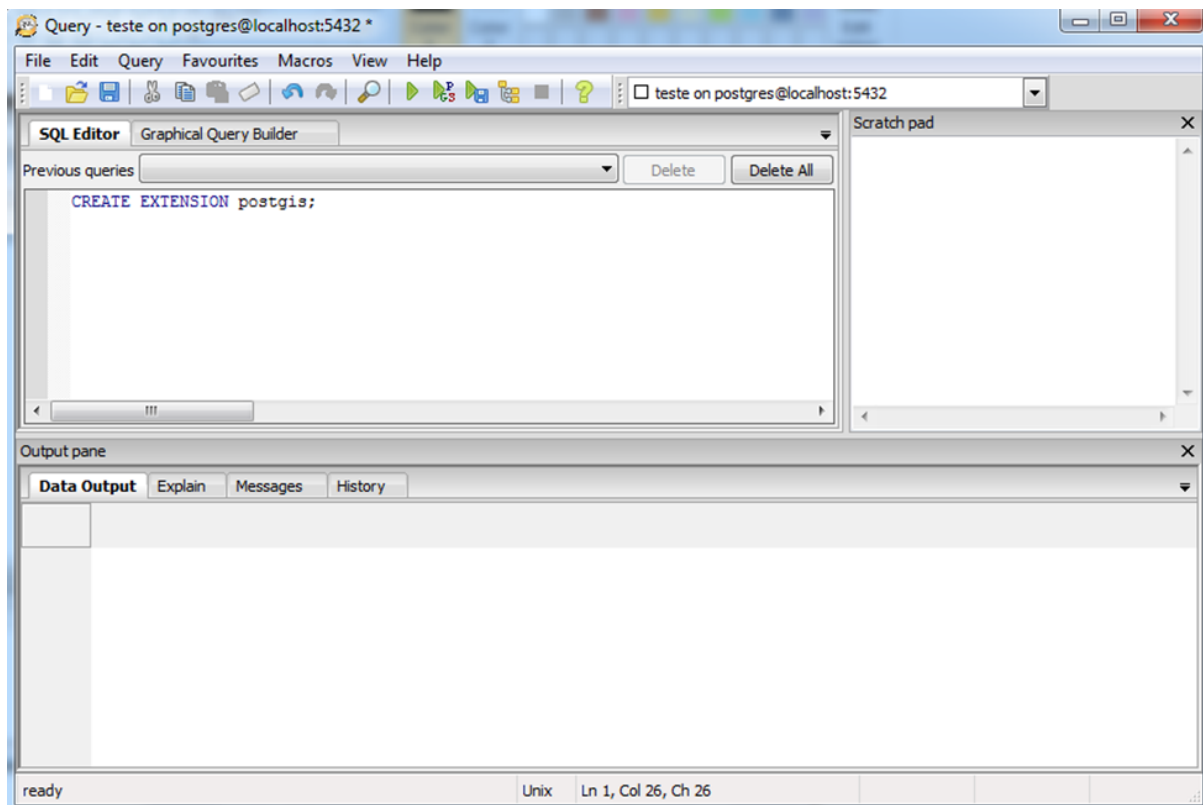 Query - teste on postgres@localhost:5432 *
File Edit Query Favourites Macros View Help
teste on postgres@localhost:5432
SQL Editor Graphical Query Builder
Scratch pad
Previous queries Delete Delete All
CREATE EXTENSION postgis;
Output pane
Data Output Explain Messages History
ready Unix Ln 1, Col 26, Ch 26